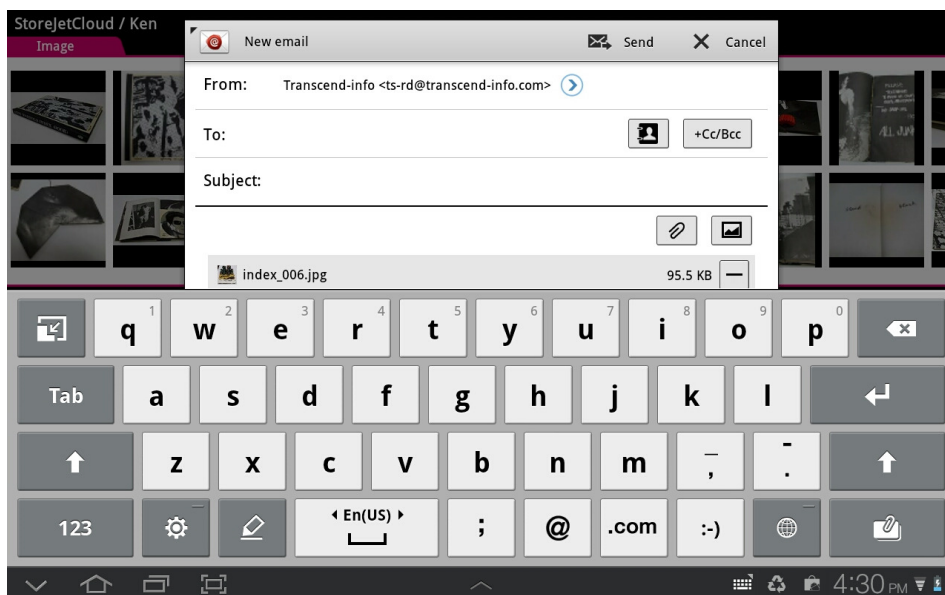 StoreJetCloud / Ken
Image
New email
Send
Cancel
From: Transcend-info <ts-rd@transcend-info.com>
To:
+Cc/Bcc
Subject:
index_006.jpg 95.5 KB
ALL JUNK
1 2 3 4 5 6 7 8 9 0
q w e r t y u i o p
Tab a s d f g h j k l
z x c v b n m _ , - .
123 En(US) ; @ .com :-)
4:30 PM